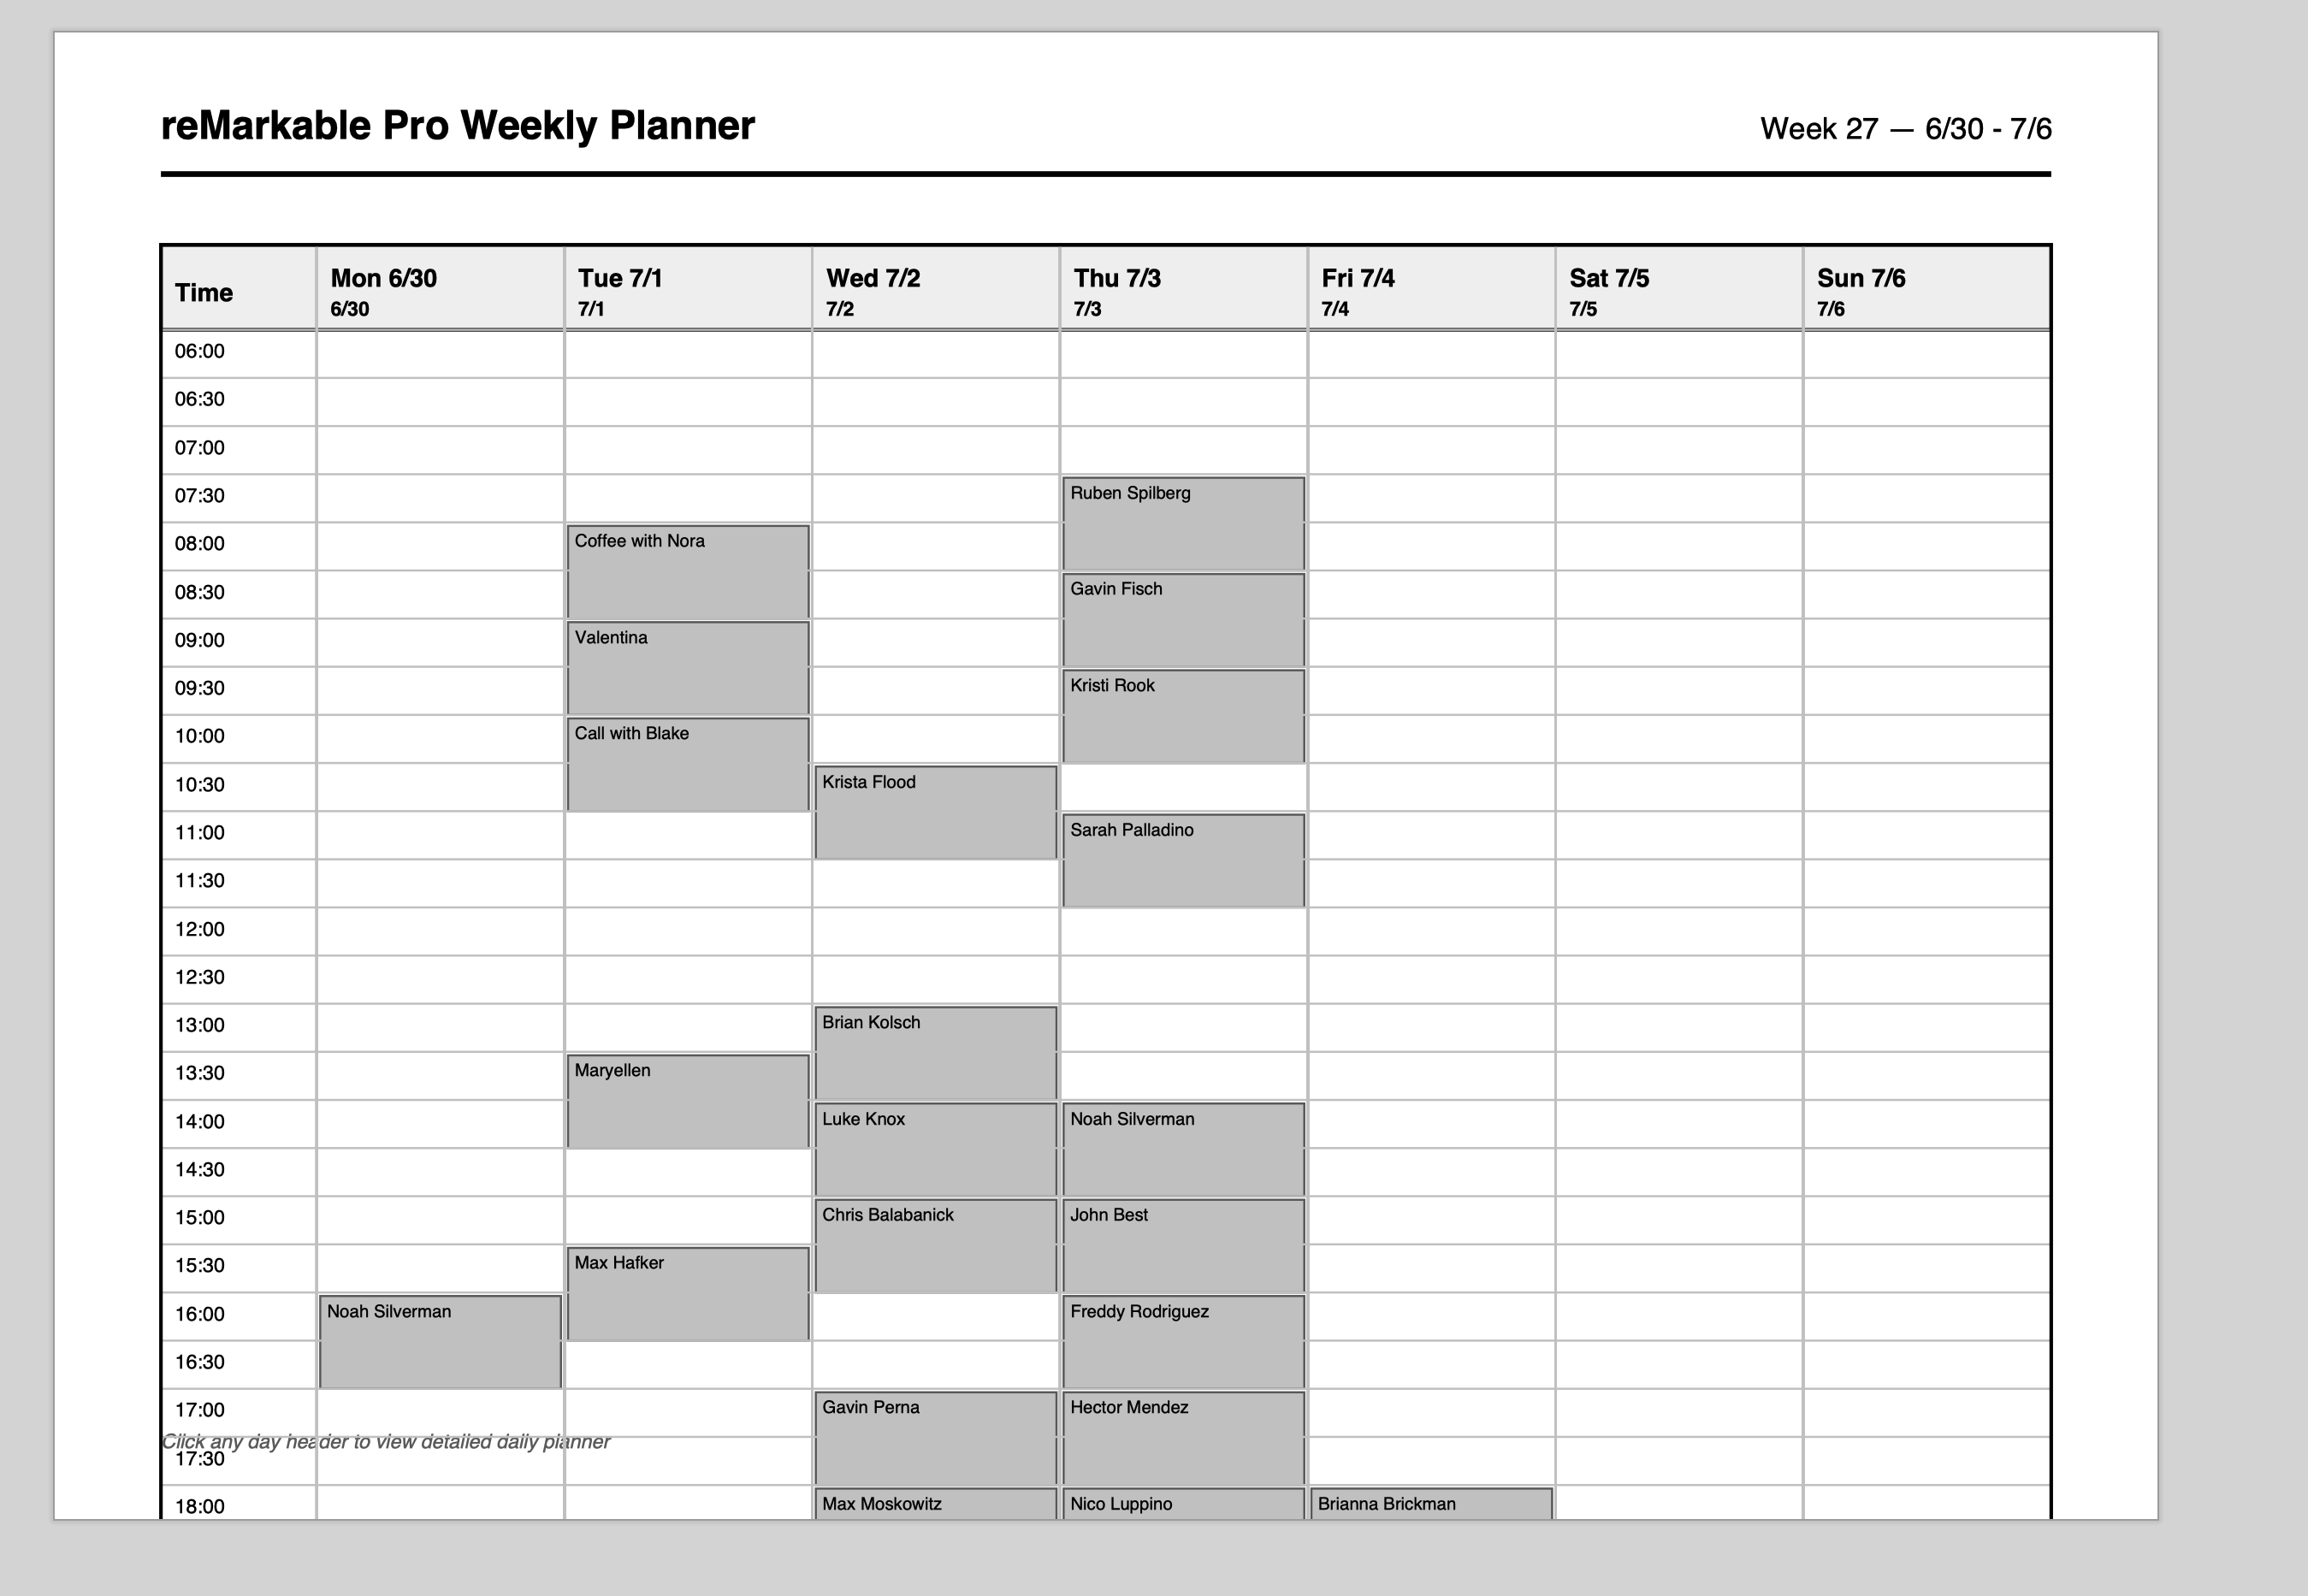 reMarkable Pro Weekly Planner
Week 27 — 6/30 - 7/6
Time
Mon 6/30
6/30
Tue 7/1
7/1
Wed 7/2
7/2
Thu 7/3
7/3
Fri 7/4
7/4
Sat 7/5
7/5
Sun 7/6
7/6
06:00
06:30
07:00
07:30
Ruben Spilberg
08:00
Coffee with Nora
08:30
Gavin Fisch
09:00
Valentina
09:30
Kristi Rook
10:00
Call with Blake
10:30
Krista Flood
11:00
Sarah Palladino
11:30
12:00
12:30
13:00
Brian Kolsch
13:30
Maryellen
14:00
Luke Knox
Noah Silverman
14:30
15:00
Chris Balabanick
John Best
15:30
Max Hafker
16:00
Noah Silverman
Freddy Rodriguez
16:30
17:00
Gavin Perna
Hector Mendez
Click any day header to view detailed daily planner
17:30
18:00
Max Moskowitz
Nico Luppino
Brianna Brickman